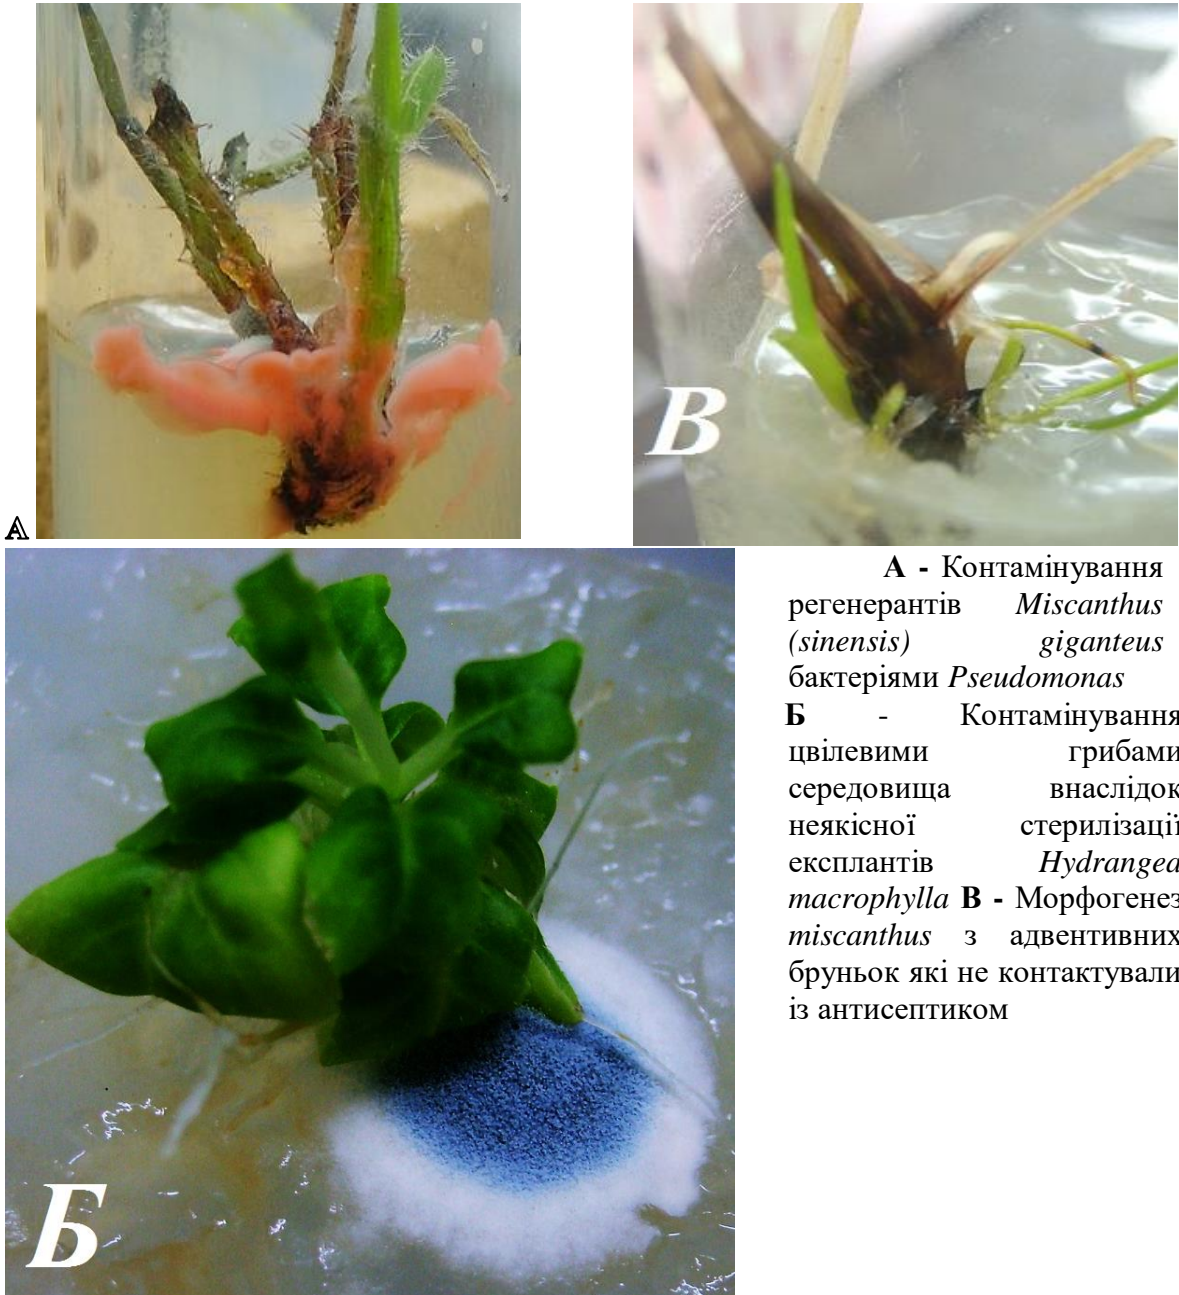 В
А
А - Контамінування
регенерантів Miscanthus
(sinensis) giganteus
бактеріями Pseudomonas
Б - Контамінування
цвілевими грибами
середовища внаслідок
неякісної стерилізації
експлантів Hydrangea
macrophylla В - Морфогенез
miscanthus з адвентивних
бруньок які не контактували
із антисептиком
Б